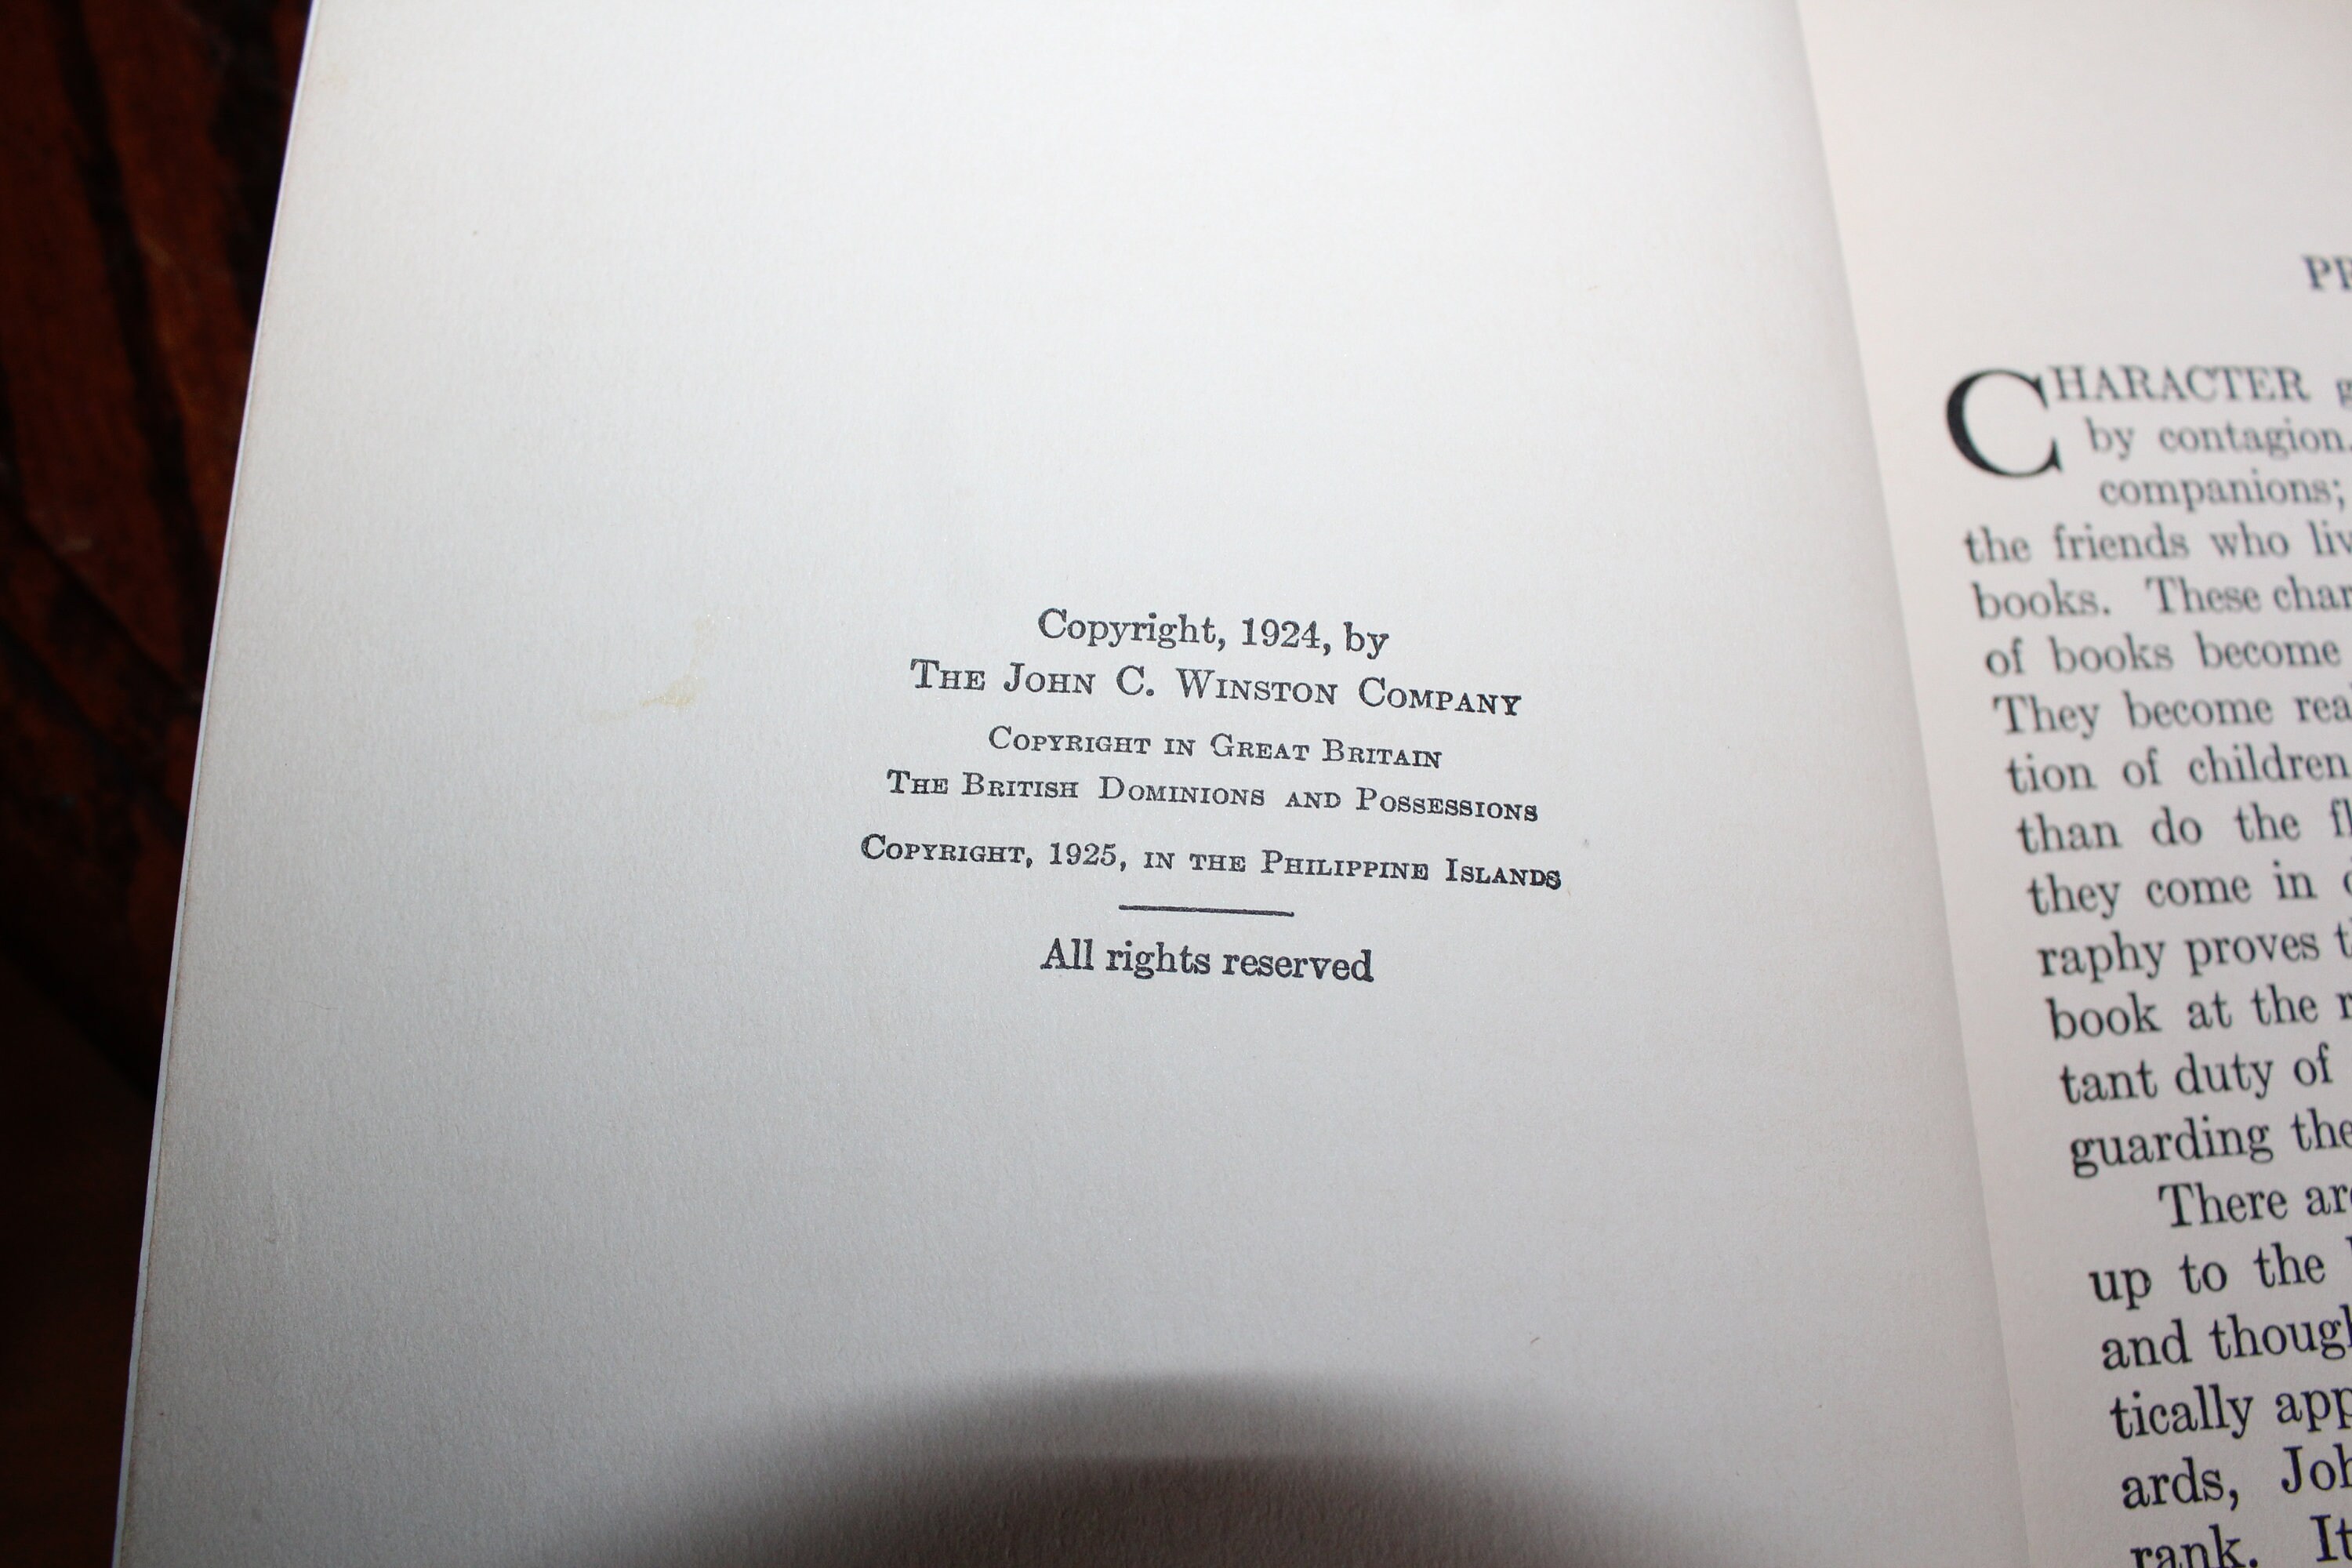 Copyright, 1924, by
The John C. Winston Company
Copyright in Great Britain
The British Dominions and Possessions
Copyright, 1925, in the Philippine Islands
All rights reserved
CHARACTER
by contagion.
companions;
the friends who
books. These
of books become
They become
tion of children
than do the
they come in
raphy proves
book at the
tant duty of
guarding the
There
up to the
and
tically
ards,
rank. It